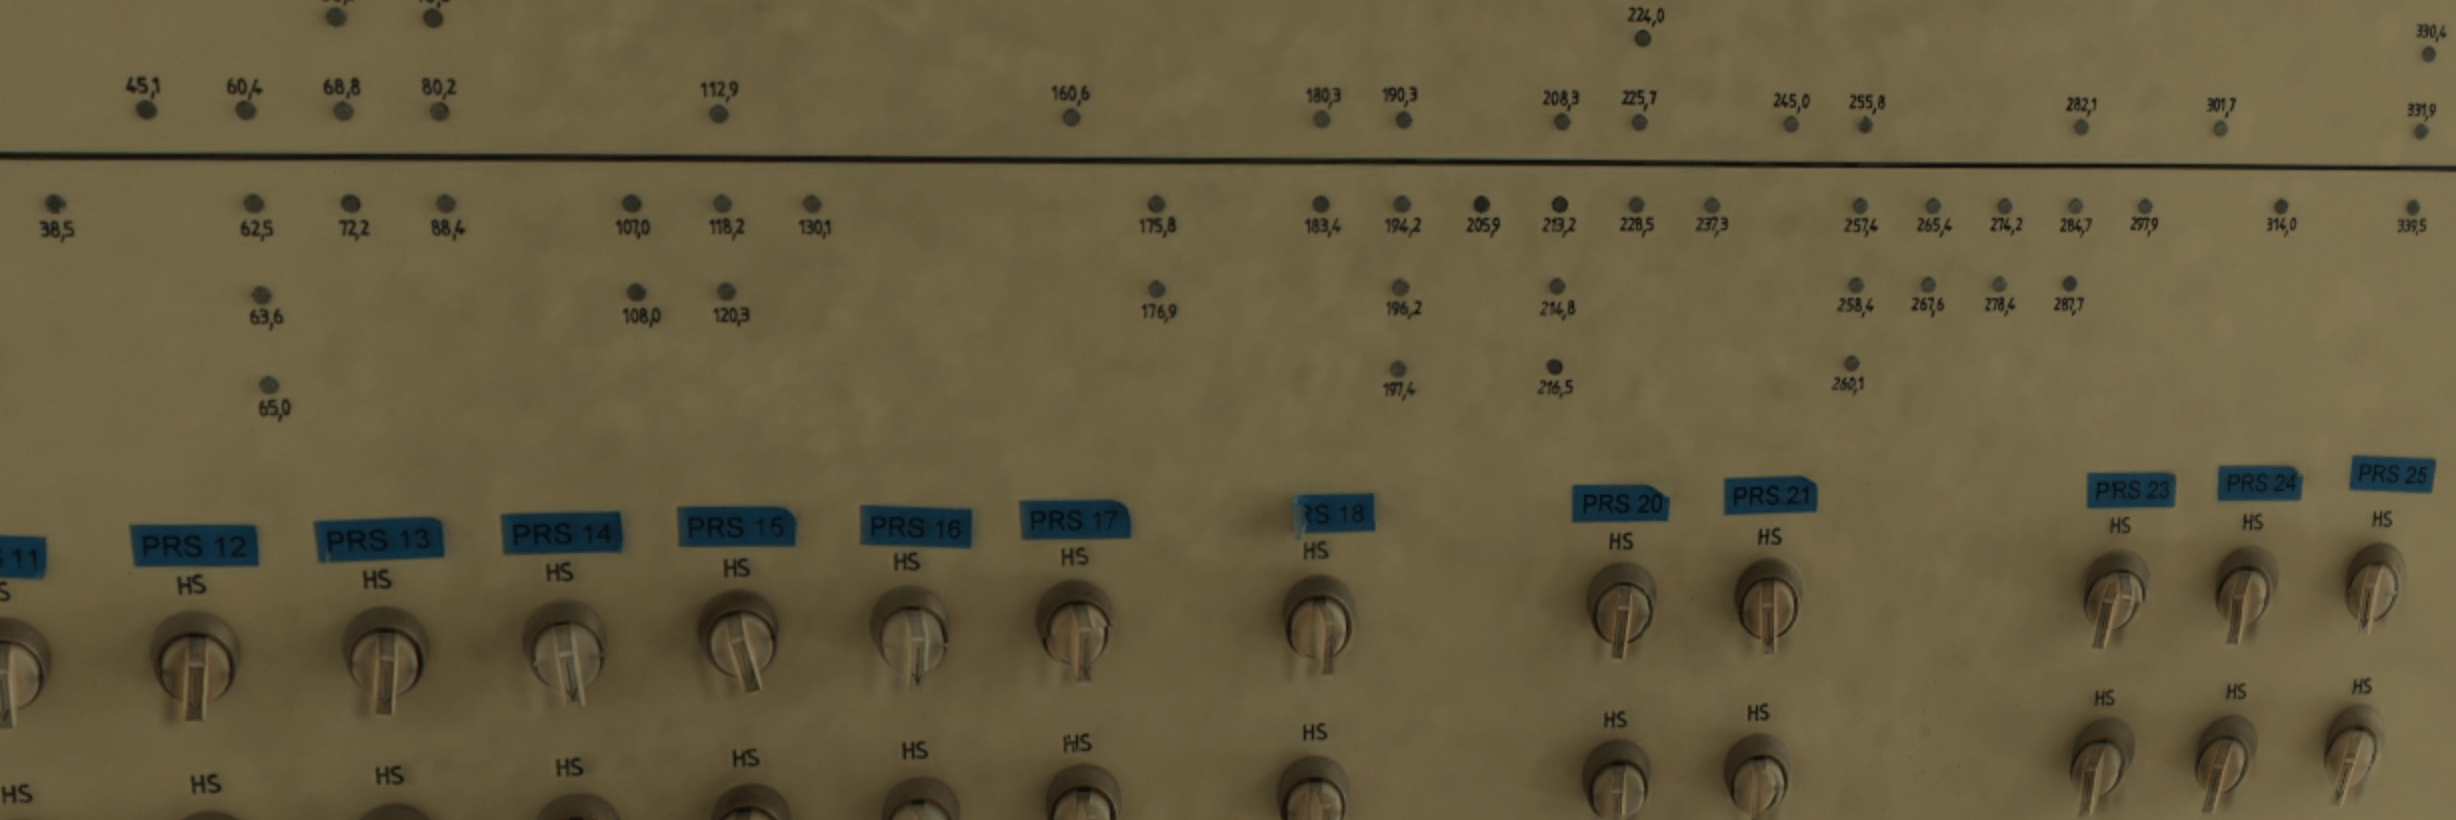 224,0
330,4
45,1 60,4 68,8 80,2 112,9 160,6 180,3 190,3 208,3 225,7 245,0 255,8 282,1 301,7 331,9
38,5 62,5 72,2 88,4 107,0 118,2 130,1 175,8 183,4 194,2 205,9 213,2 228,5 237,3 257,4 265,4 274,2 284,7 297,9 314,0 339,5
63,6 108,0 120,3 176,9 196,2 214,8 258,4 267,6 278,4 287,7
65,0 197,4 216,5 260,1
11 PRS 12 PRS 13 PRS 14 PRS 15 PRS 16 PRS 17 RS 18 PRS 20 PRS 21 PRS 23 PRS 24 PRS 25
S HS HS HS HS HS HS HS HS HS HS HS HS
HS HS HS HS HS HS HS HS HS HS HS HS HS